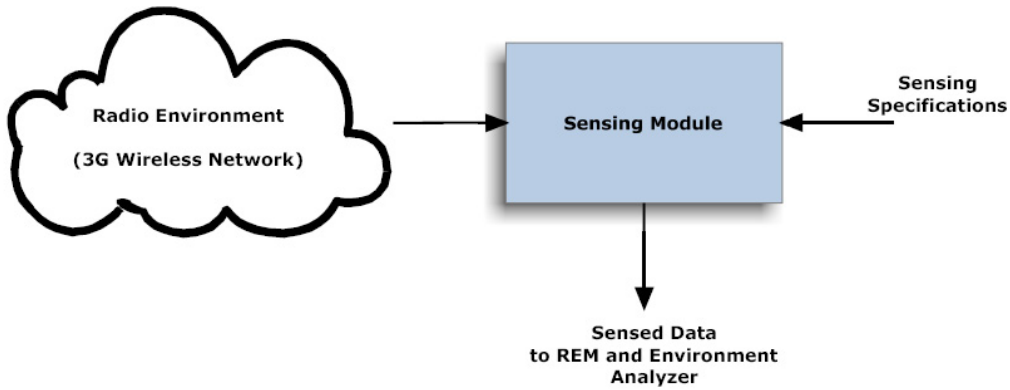 Radio Environment
(3G Wireless Network)
Sensing Module
Sensing
Specifications
Sensed Data
to REM and Environment
Analyzer